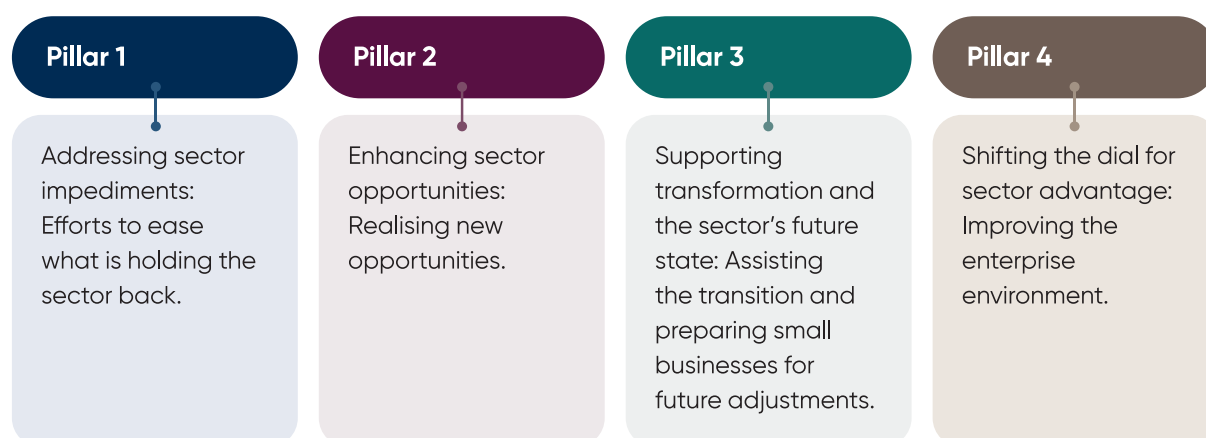 Pillar 1
Addressing sector
impediments:
Efforts to ease
what is holding the
sector back.
Pillar 2
Enhancing sector
opportunities:
Realising new
opportunities.
Pillar 3
Supporting
transformation and
the sector’s future
state: Assisting
the transition and
preparing small
businesses for
future adjustments.
Pillar 4
Shifting the dial for
sector advantage:
Improving the
enterprise
environment.